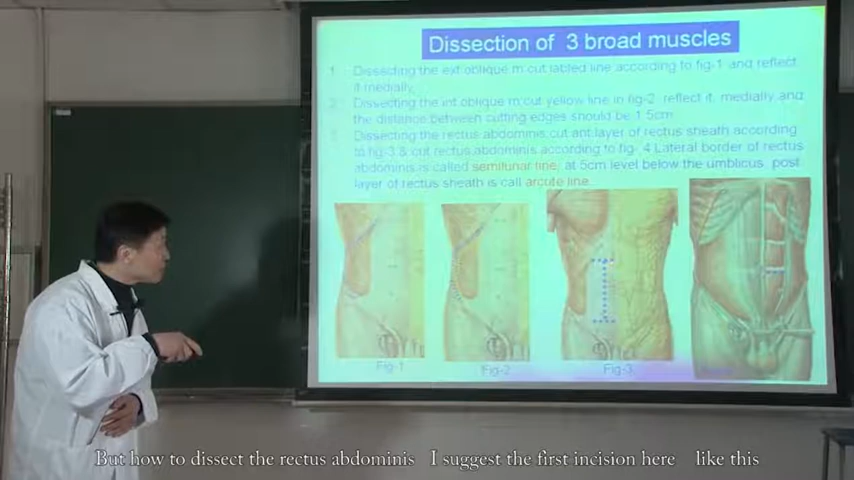 Dissection of 3 broad muscles
1 Dissecting the ext oblique m.cut labled line according to fig-1 and reflect
it medially
2 Dissecting the int oblique m.cut yellow line in fig-2 reflect it medially and
the distance between cutting edges should be 1.5cm
Dissecting the rectus abdominis:cut ant layer of rectus sheath according
to fig-3 & cut rectus abdominis according to fig- 4 Lateral border of rectus
abdominis is called semilunar line, at 5cm level below the umblicus post
layer of rectus sheath is call arcute line
Fig-1
Fig-2
Fig-3
But how to dissect the rectus abdominis I suggest the first incision here like this